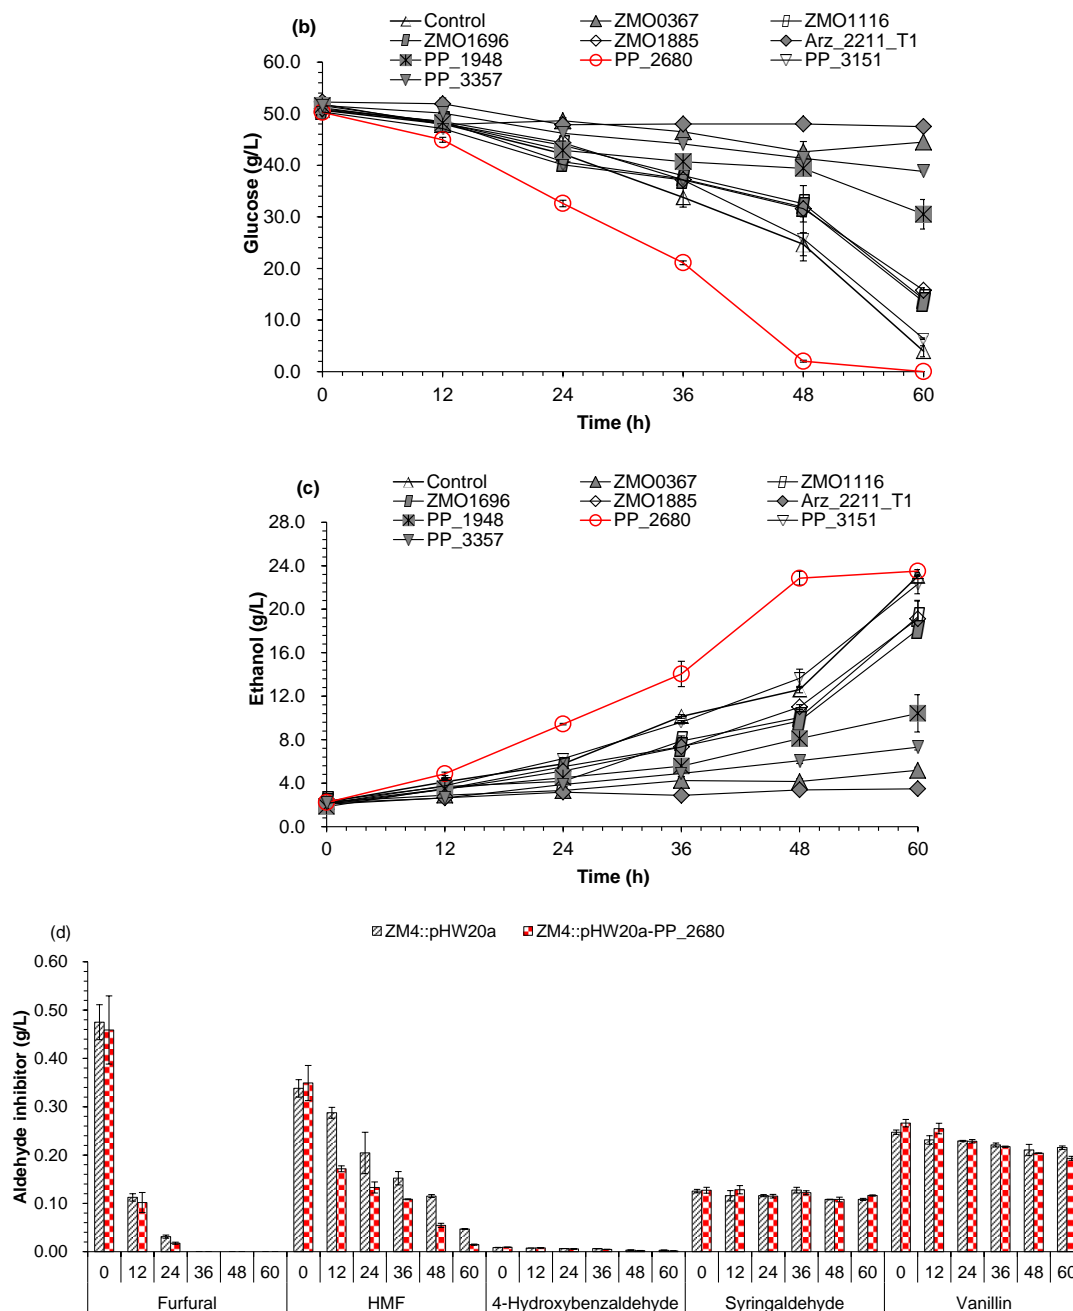 (b)
Control ZMO0367 ZMO1116
ZMO1696 ZMO1885 Arz_2211_T1
PP_1948 PP_2680 PP_3151
PP_3357
60.0
50.0
40.0
30.0
20.0
10.0
0.0
Glucose (g/L)
0 12 24 36 48 60
Time (h)
(c)
Control ZMO0367 ZMO1116
ZMO1696 ZMO1885 Arz_2211_T1
PP_1948 PP_2680 PP_3151
PP_3357
28.0
24.0
20.0
16.0
12.0
8.0
4.0
0.0
Ethanol (g/L)
0 12 24 36 48 60
Time (h)
(d)
ZM4::pHW20a ZM4::pHW20a-PP_2680
0.60
0.50
0.40
0.30
0.20
0.10
0.00
Aldehyde inhibitor (g/L)
0 12 24 36 48 60 0 12 24 36 48 60 0 12 24 36 48 60 0 12 24 36 48 60 0 12 24 36 48 60
Furfural HMF 4-Hydroxybenzaldehyde Syringaldehyde Vanillin